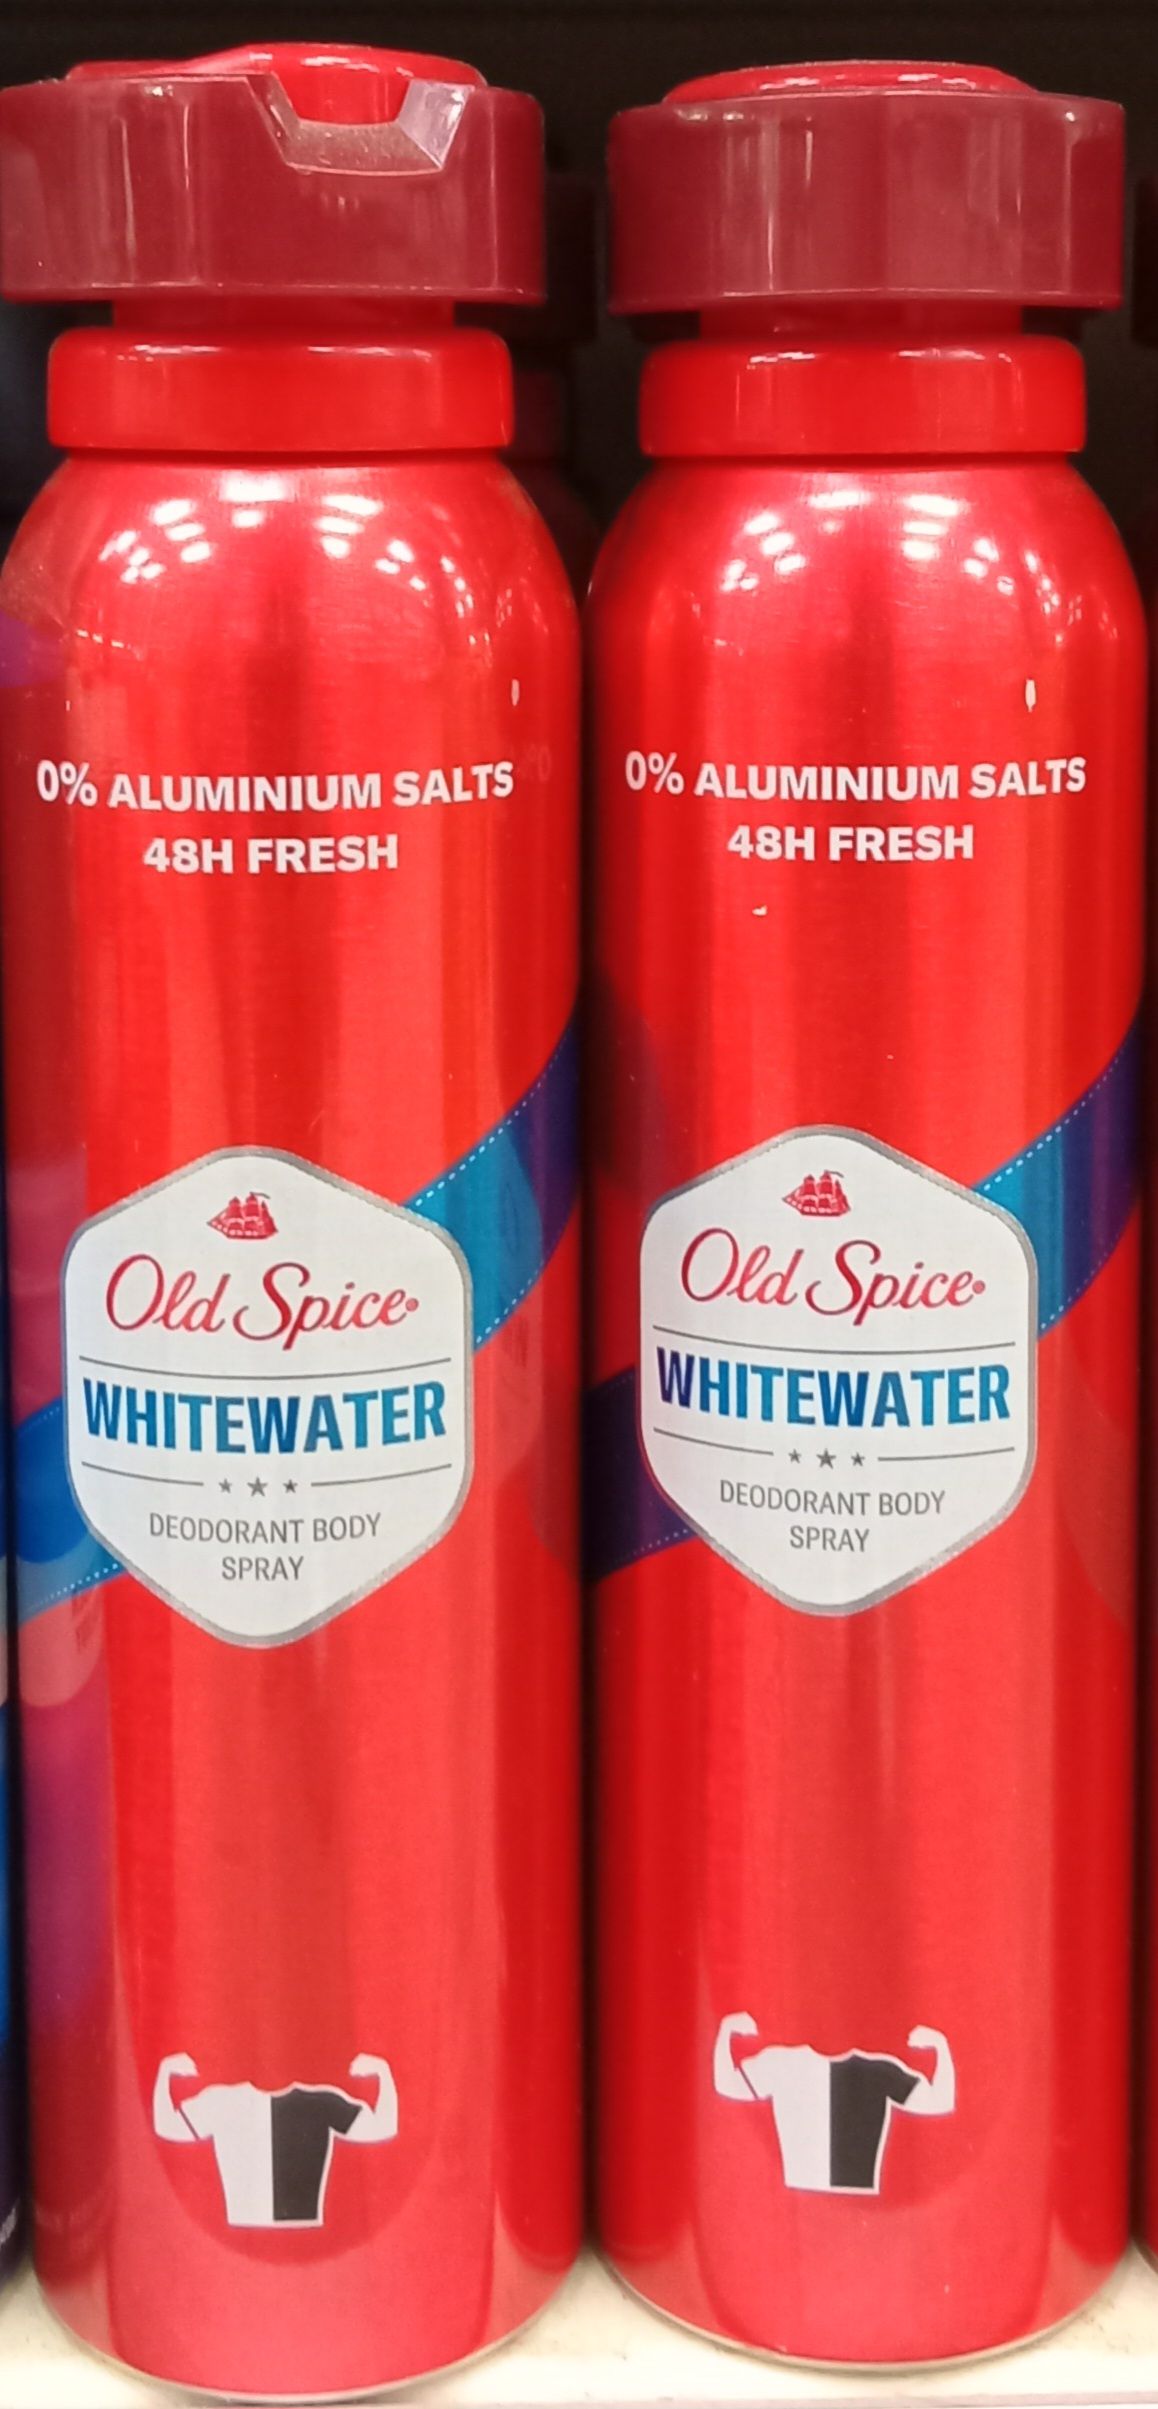 0% ALUMINIUM SALTS
48H FRESH
Old Spice
WHITEWATER
DEODORANT BODY
SPRAY
0% ALUMINIUM SALTS
48H FRESH
Old Spice
WHITEWATER
DEODORANT BODY
SPRAY